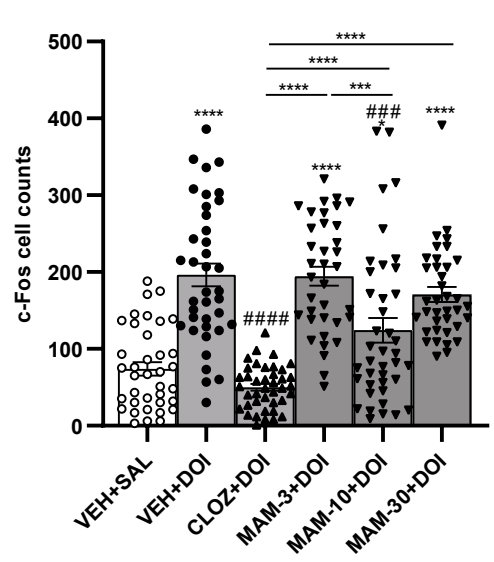 ****
500
****
****
***
400
###
*
****
****
****
300
c-Fos cell counts
200
####
100
0
VEH+SAL
VEH+DOI
CLOZ+DOI
MAM-3+DOI
MAM-10+DOI
MAM-30+DOI